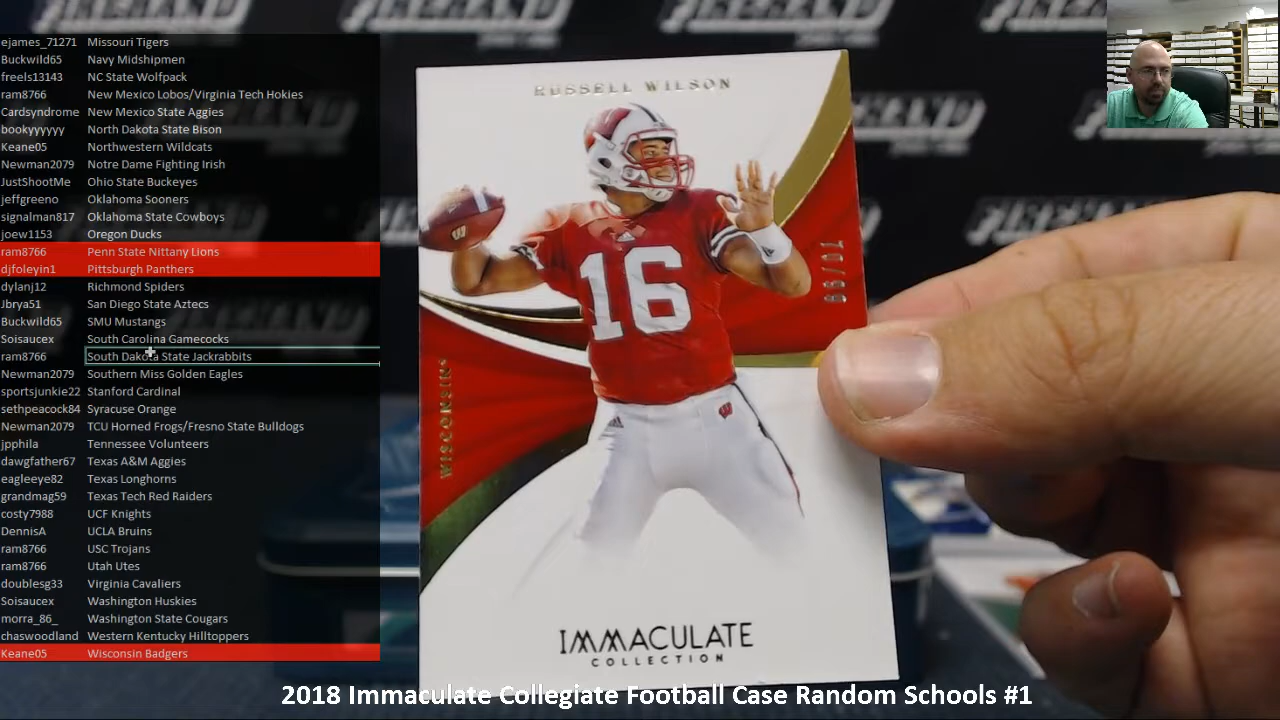 ejames_71271 Missouri Tigers
Buckwild65 Navy Midshipmen
freels13143 NC State Wolfpack
ram8766 New Mexico Lobos/Virginia Tech Hokies
Cardsyndrome New Mexico State Aggies
bookyyyyyy North Dakota State Bison
Keane05 Northwestern Wildcats
Newman2079 Notre Dame Fighting Irish
JustShootMe Ohio State Buckeyes
jeffgreeno Oklahoma Sooners
signalman817 Oklahoma State Cowboys
joew1153 Oregon Ducks
ram8766 Penn State Nittany Lions
djfoleyin1 Pittsburgh Panthers
dylanj12 Richmond Spiders
Jbrya51 San Diego State Aztecs
Buckwild65 SMU Mustangs
Soisaucex South Carolina Gamecocks
ram8766 South Dakota State Jackrabbits
Newman2079 Southern Miss Golden Eagles
sportsjunkie22 Stanford Cardinal
sethpeacock84 Syracuse Orange
Newman2079 TCU Horned Frogs/Fresno State Bulldogs
jpphila Tennessee Volunteers
dawgfather67 Texas A&M Aggies
eagleeye82 Texas Longhorns
grandmag59 Texas Tech Red Raiders
costy7988 UCF Knights
DennisA UCLA Bruins
ram8766 USC Trojans
ram8766 Utah Utes
doublesg33 Virginia Cavaliers
Soisaucex Washington Huskies
morra_86_ Washington State Cougars
chaswoodland Western Kentucky Hilltoppers
Keane05 Wisconsin Badgers
RUSSELL WILSON
W
16
W
WISCONSIN
IMMACULATE
COLLECTION
2018 Immaculate Collegiate Football Case Random Schools #1